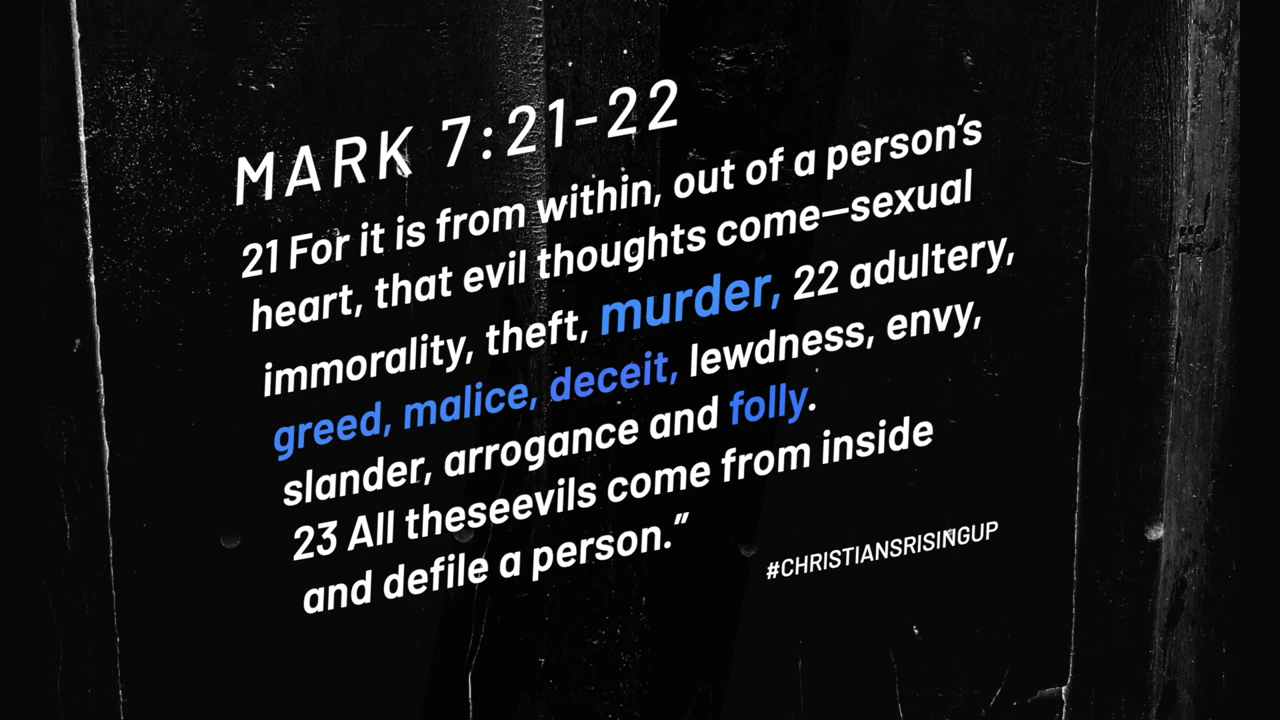 MARK 7:21-22
21 For it is from within, out of a person’s
heart, that evil thoughts come—sexual
immorality, theft, murder, 22 adultery,
greed, malice, deceit, lewdness, envy,
slander, arrogance and folly.
23 All theseevils come from inside
and defile a person.”
#CHRISTIANSRISINGUP